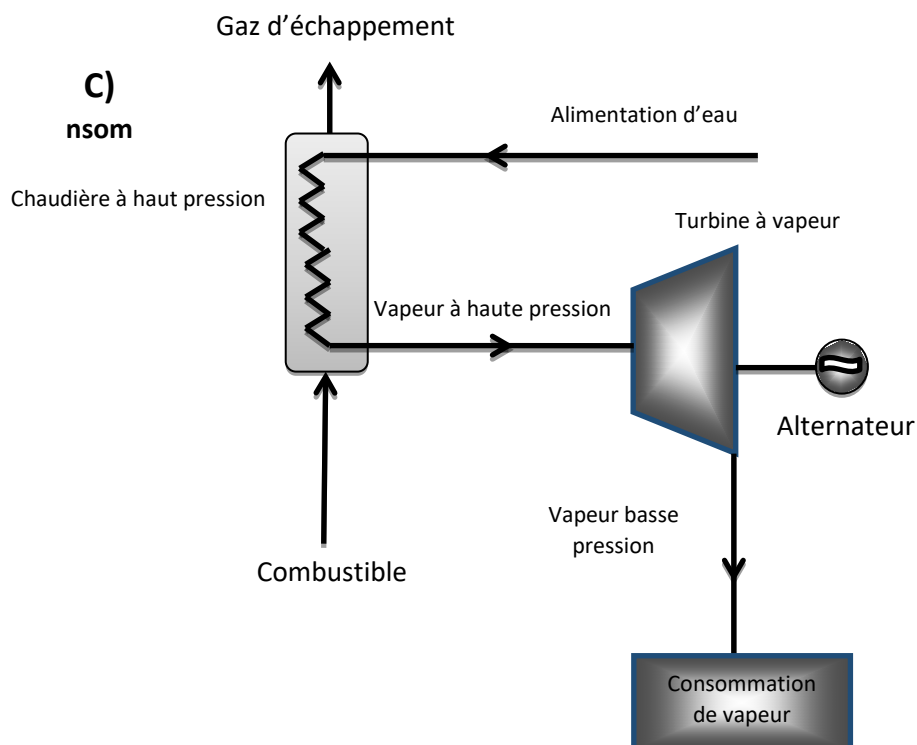 Gaz d’échappement
C)
nsom
Alimentation d’eau
Chaudière à haut pression
Turbine à vapeur
Vapeur à haute pression
Alternateur
Vapeur basse
pression
Combustible
Consommation
de vapeur